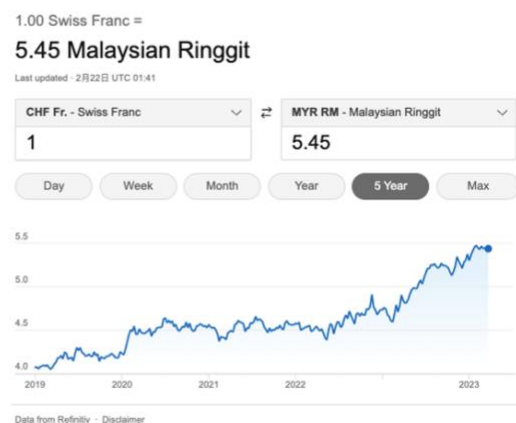 1.00 Swiss Franc =
5.45 Malaysian Ringgit
Last updated · 2月22日 UTC 01:41
CHF Fr. - Swiss Franc
MYR RM - Malaysian Ringgit
1
5.45
Day Week Month Year 5 Year Max
5.5
5.0
4.5
4.0
2019 2020 2021 2022 2023
Data from Refinitiv · Disclaimer